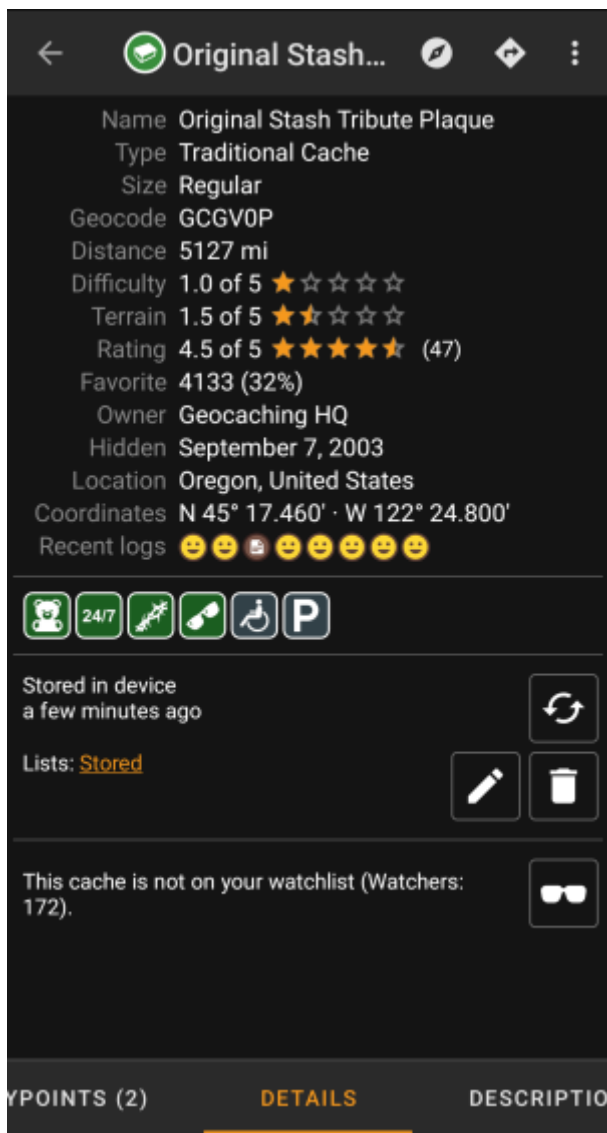 Original Stash...
Name Original Stash Tribute Plaque
Type Traditional Cache
Size Regular
Geocode GCGV0P
Distance 5127 mi
Difficulty 1.0 of 5
Terrain 1.5 of 5
Rating 4.5 of 5 (47)
Favorite 4133 (32%)
Owner Geocaching HQ
Hidden September 7, 2003
Location Oregon, United States
Coordinates N 45° 17.460' · W 122° 24.800'
Recent logs
24/7 P
Stored in device
a few minutes ago
Lists: Stored
This cache is not on your watchlist (Watchers:
172).
YPOINTS (2) DETAILS DESCRIPTIO